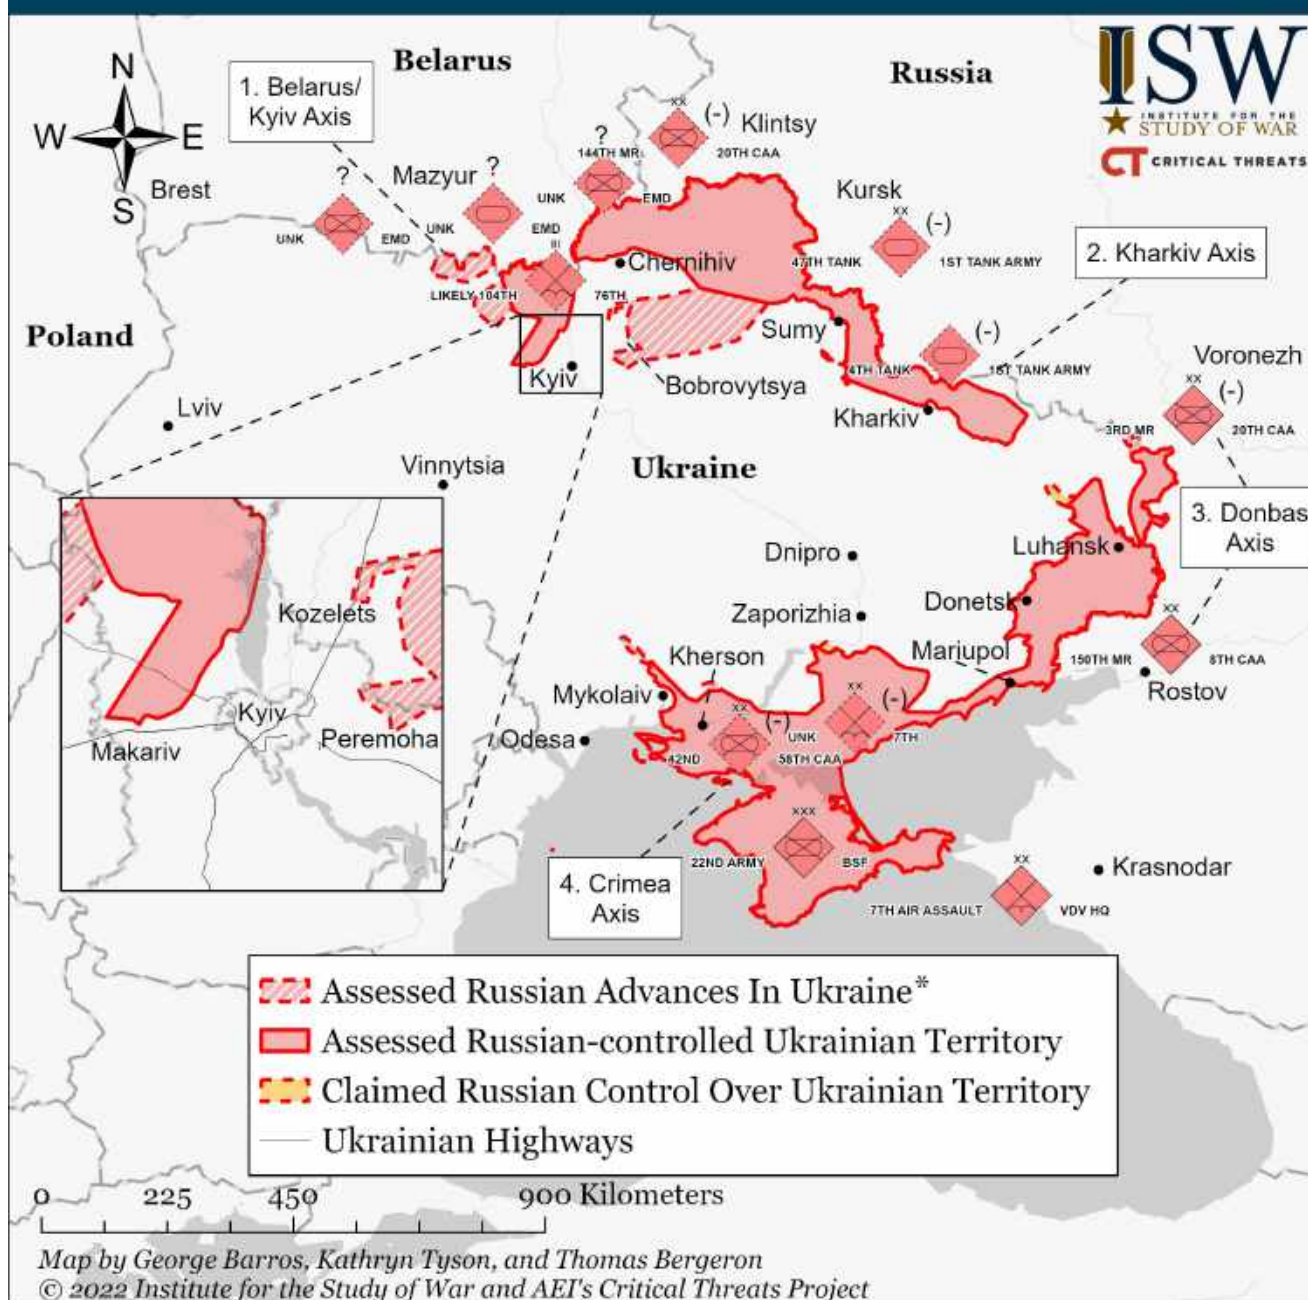 Belarus
Russia
ISW
INSTITUTE FOR THE
STUDY OF WAR
CT CRITICAL THREATS
N
W E
S
1. Belarus/
Kyiv Axis
Brest
Mazyur
?
?
?
XX
(-)
Klintsy
144TH MR
20TH CAA
UNK
EMD
Kursk
XX
(-)
47TH TANK
1ST TANK ARMY
2. Kharkiv Axis
UNK
EMD
UNK
EMD
III
LIKELY 104TH
76TH
Chernihiv
Poland
Sumy
(-)
4TH TANK
1ST TANK ARMY
Voronezh
XX
(-)
3RD MR
20TH CAA
Kyiv
Bobrovytsya
Kharkiv
Lviv
Vinnytsia
Ukraine
3. Donbas
Axis
Luhansk
Dnipro
Zaporizhia
Donetsk
Mariupol
XX
150TH MR
8TH CAA
Rostov
Kherson
Mykolaiv
Odesa
XX
(-)
42ND
58TH CAA
XX
(-)
UNK
7TH
XXX
22ND ARMY
BSF
4. Crimea
Axis
XX
7TH AIR ASSAULT
VDV HQ
Krasnodar
Kozelets
Kyiv
Makariv
Peremoha
Assessed Russian Advances In Ukraine*
Assessed Russian-controlled Ukrainian Territory
Claimed Russian Control Over Ukrainian Territory
Ukrainian Highways
0 225 450 900 Kilometers
Map by George Barros, Kathryn Tyson, and Thomas Bergeron
© 2022 Institute for the Study of War and AEI's Critical Threats Project